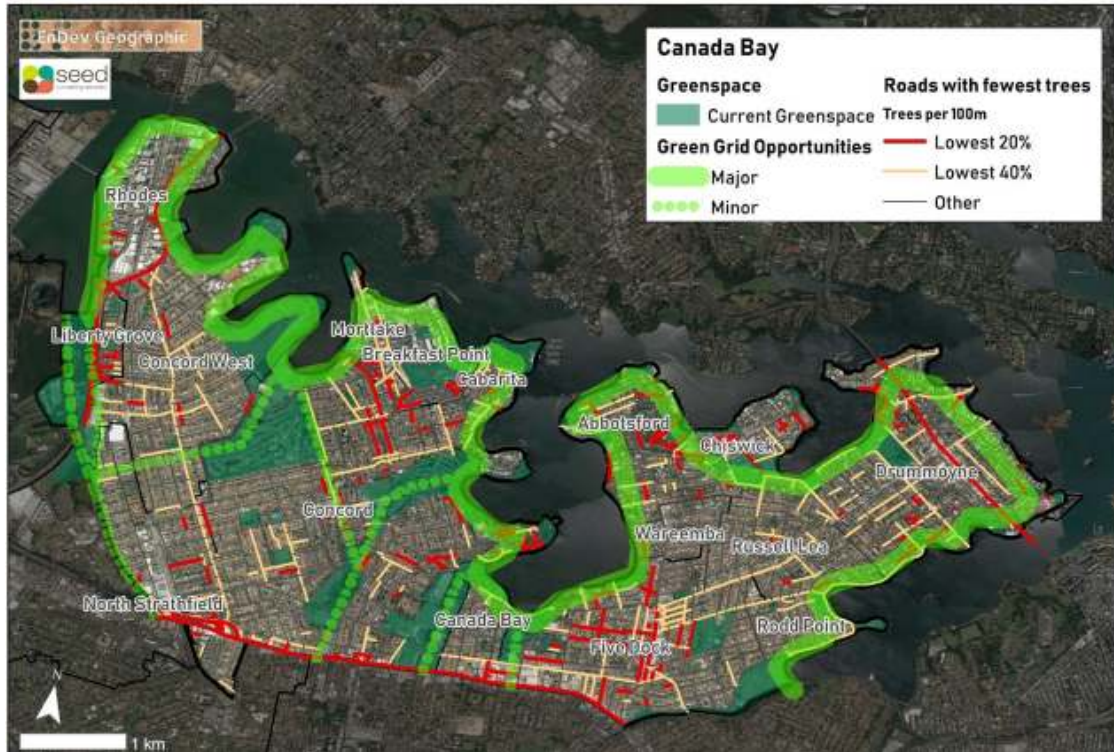 EnDev Geographic
seed
Canada Bay
Greenspace
Current Greenspace
Green Grid Opportunities
Major
Minor
Roads with fewest trees
Trees per 100m
Lowest 20%
Lowest 40%
Other
Rhodes
Liberty Grove
Concord West
Mortlake
Breakfast Point
Cabarita
Abbotsford
Chiswick
Drummoyne
Concord
Wareemba
Russell Lea
North Strathfield
Canada Bay
Five Dock
Rodd Point
N
1 km